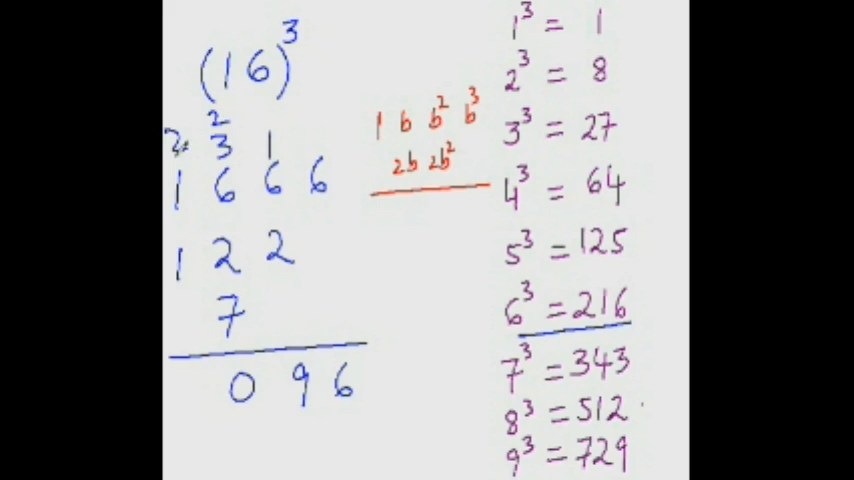 (16)³
2
3 1
1 6 6 6
1 2 2
7
0 9 6
1 b b² b³
2b 2b²
1³ = 1
2³ = 8
3³ = 27
4³ = 64
5³ = 125
6³ = 216
7³ = 343
8³ = 512
9³ = 729